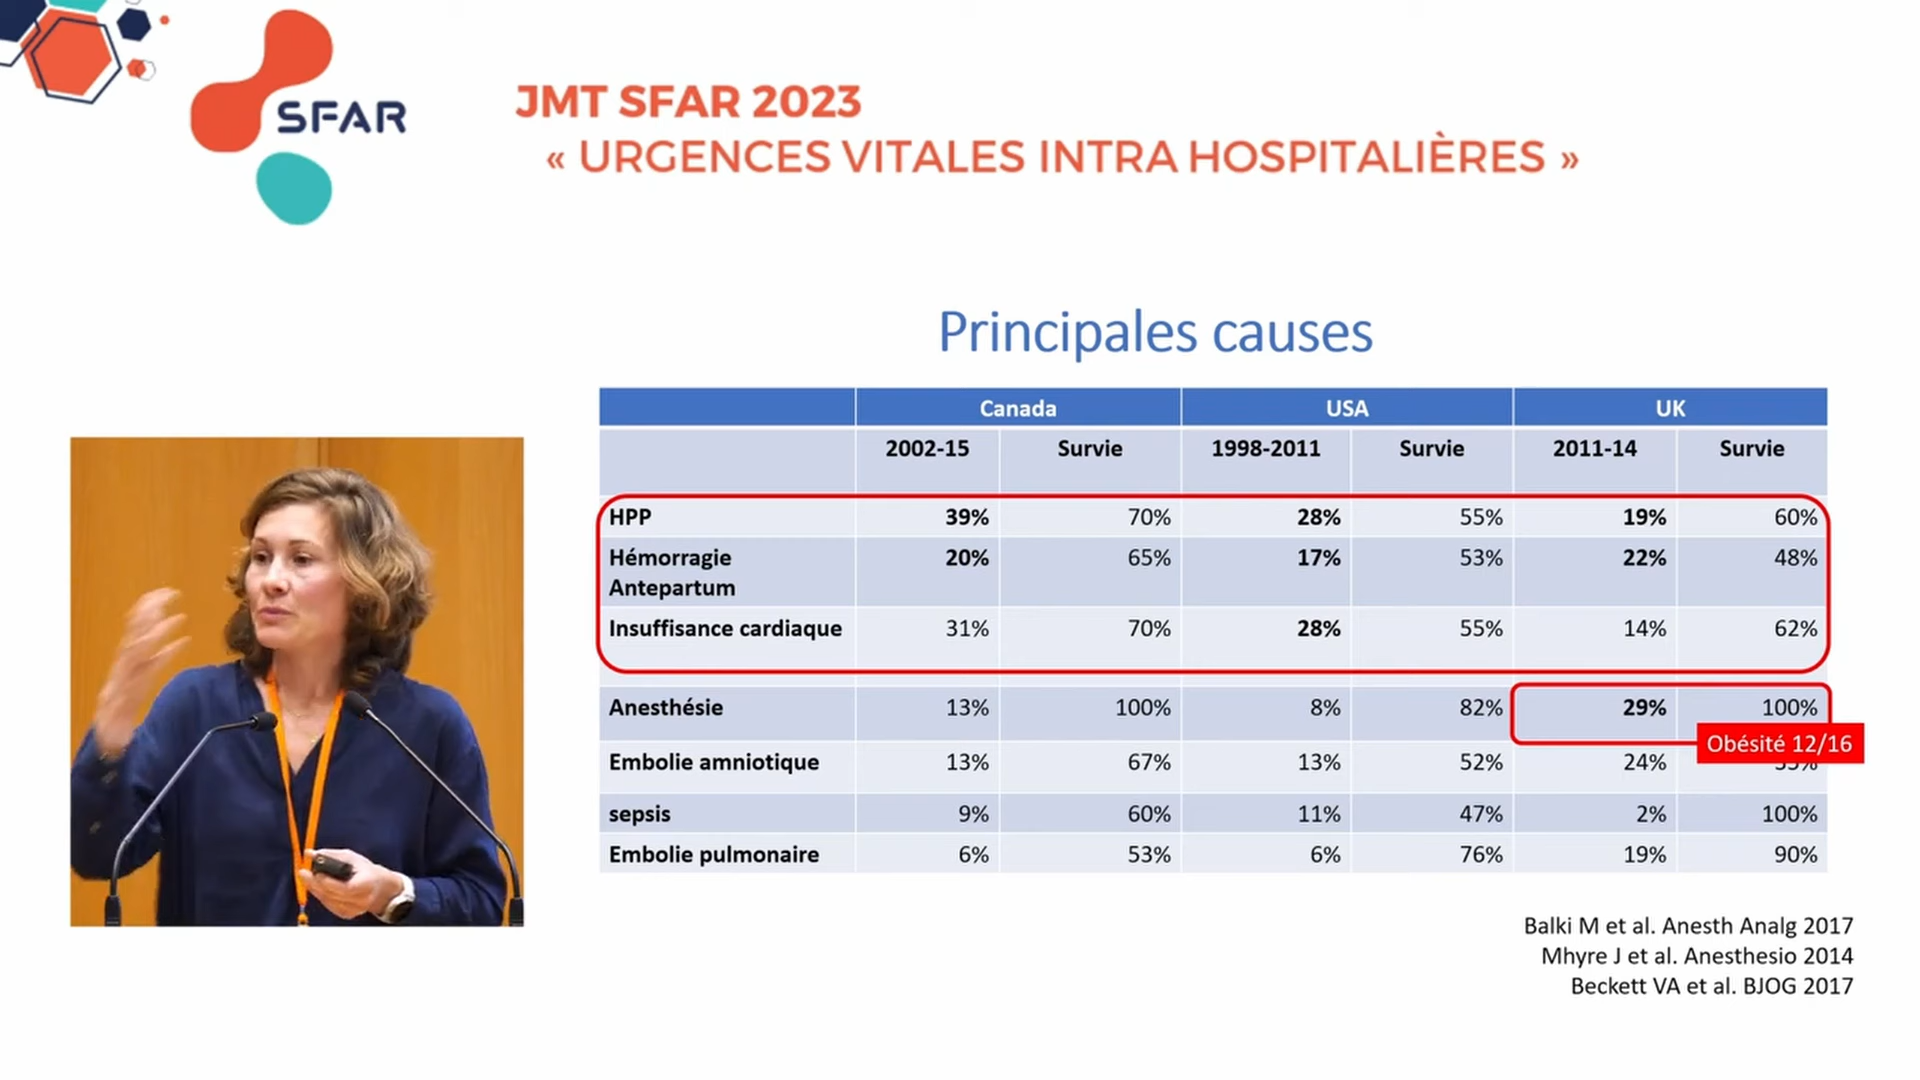 SFAR
JMT SFAR 2023
« URGENCES VITALES INTRA HOSPITALIÈRES »
Principales causes
Canada USA UK
2002-15 Survie 1998-2011 Survie 2011-14 Survie
HPP 39% 70% 28% 55% 19% 60%
Hémorragie 20% 65% 17% 53% 22% 48%
Antepartum
Insuffisance cardiaque 31% 70% 28% 55% 14% 62%
Anesthésie 13% 100% 8% 82% 29% 100%
Obésité 12/16
Embolie amniotique 13% 67% 13% 52% 24%
sepsis 9% 60% 11% 47% 2% 100%
Embolie pulmonaire 6% 53% 6% 76% 19% 90%
Balki M et al. Anesth Analg 2017
Mhyre J et al. Anesthesio 2014
Beckett VA et al. BJOG 2017